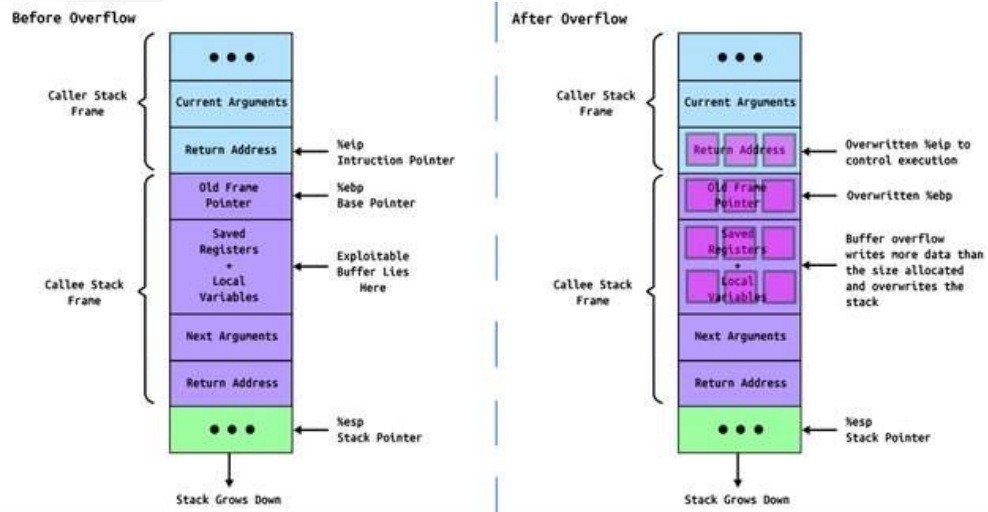 Before Overflow
Caller Stack
Frame
Current Arguments
Return Address
%eip
Intruction Pointer
Old Frame
Pointer
%ebp
Base Pointer
Callee Stack
Frame
Saved
Registers
+
Local
Variables
Exploitable
Buffer Lies
Here
Next Arguments
Return Address
%esp
Stack Pointer
Stack Grows Down
After Overflow
Caller Stack
Frame
Current Arguments
Return Address
Overwritten %eip to
control execution
Old Frame
Pointer
Overwritten %ebp
Callee Stack
Frame
Saved
Registers
+
Local
Variables
Buffer overflow
writes more data than
the size allocated
and overwrites the
stack
Next Arguments
Return Address
%esp
Stack Pointer
Stack Grows Down